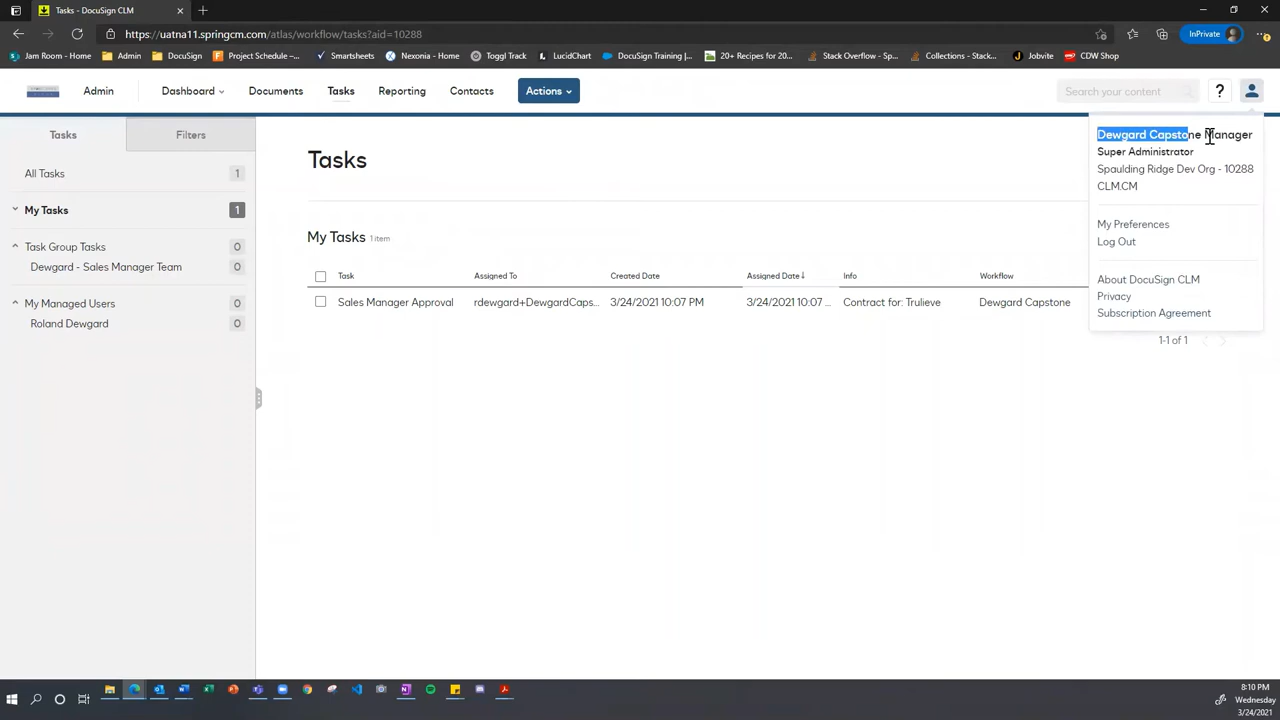 Tasks - DocuSign CLM
https://uatna11.springcm.com/atlas/workflow/tasks?aid=10288
InPrivate
Jam Room - Home
Admin
DocuSign
Project Schedule –...
Smartsheets
Nexonia - Home
Toggl Track
LucidChart
DocuSign Training |...
20+ Recipes for 20...
Stack Overflow - Sp...
Collections - Stack...
Jobvite
CDW Shop
Admin
Dashboard
Documents
Tasks
Reporting
Contacts
Actions
Search your content
?
Tasks
Filters
All Tasks 1
My Tasks 1
Task Group Tasks 0
Dewgard - Sales Manager Team 0
My Managed Users 0
Roland Dewgard 0
Tasks
My Tasks 1 item
Task Assigned To Created Date Assigned Date↓ Info Workflow
Sales Manager Approval rdewgard+DewgardCaps... 3/24/2021 10:07 PM 3/24/2021 10:07 ... Contract for: Trulieve Dewgard Capstone
1-1 of 1
Dewgard Capstone Manager
Super Administrator
Spaulding Ridge Dev Org - 10288
CLM.CM
My Preferences
Log Out
About DocuSign CLM
Privacy
Subscription Agreement
8:10 PM
Wednesday
3/24/2021